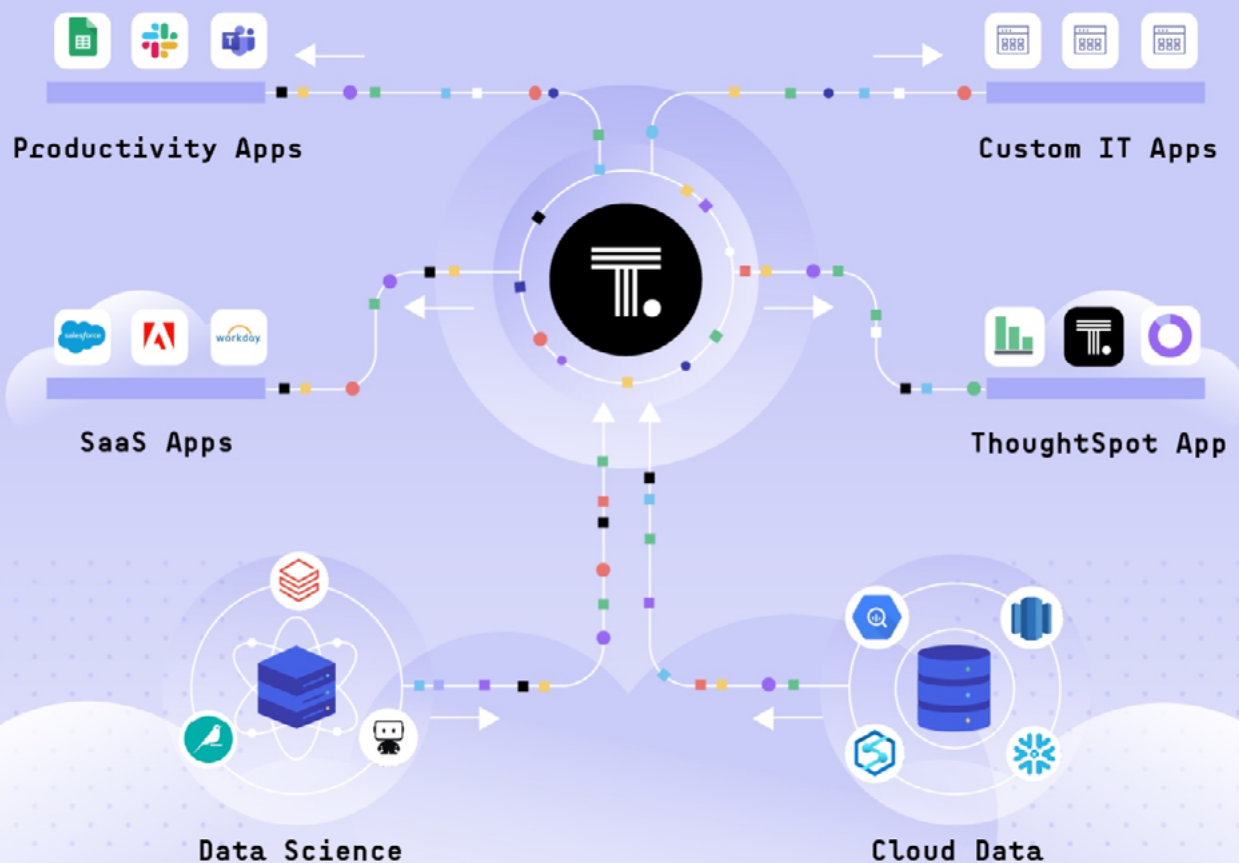 Productivity Apps
Custom IT Apps
salesforce
workday.
SaaS Apps
ThoughtSpot App
Data Science
Cloud Data